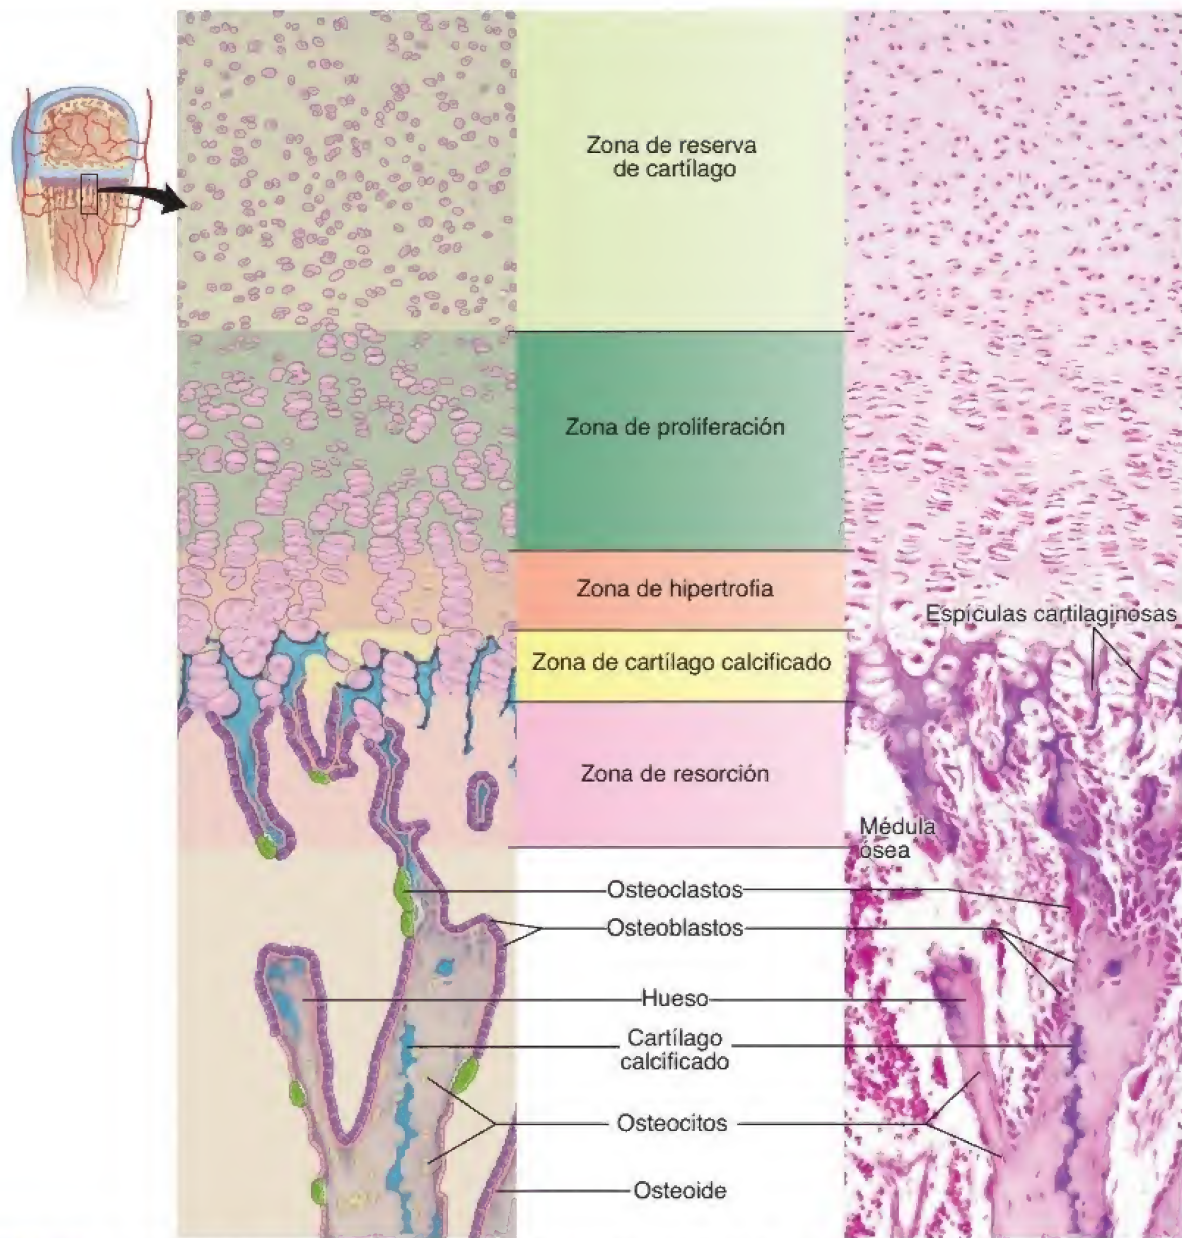 Zona de reserva
de cartílago
Zona de proliferación
Zona de hipertrofia
Espículas cartilaginosas
Zona de cartílago calcificado
Zona de resorción
Médula
ósea
Osteoclastos
Osteoblastos
Hueso
Cartílago
calcificado
Osteocitos
Osteoide